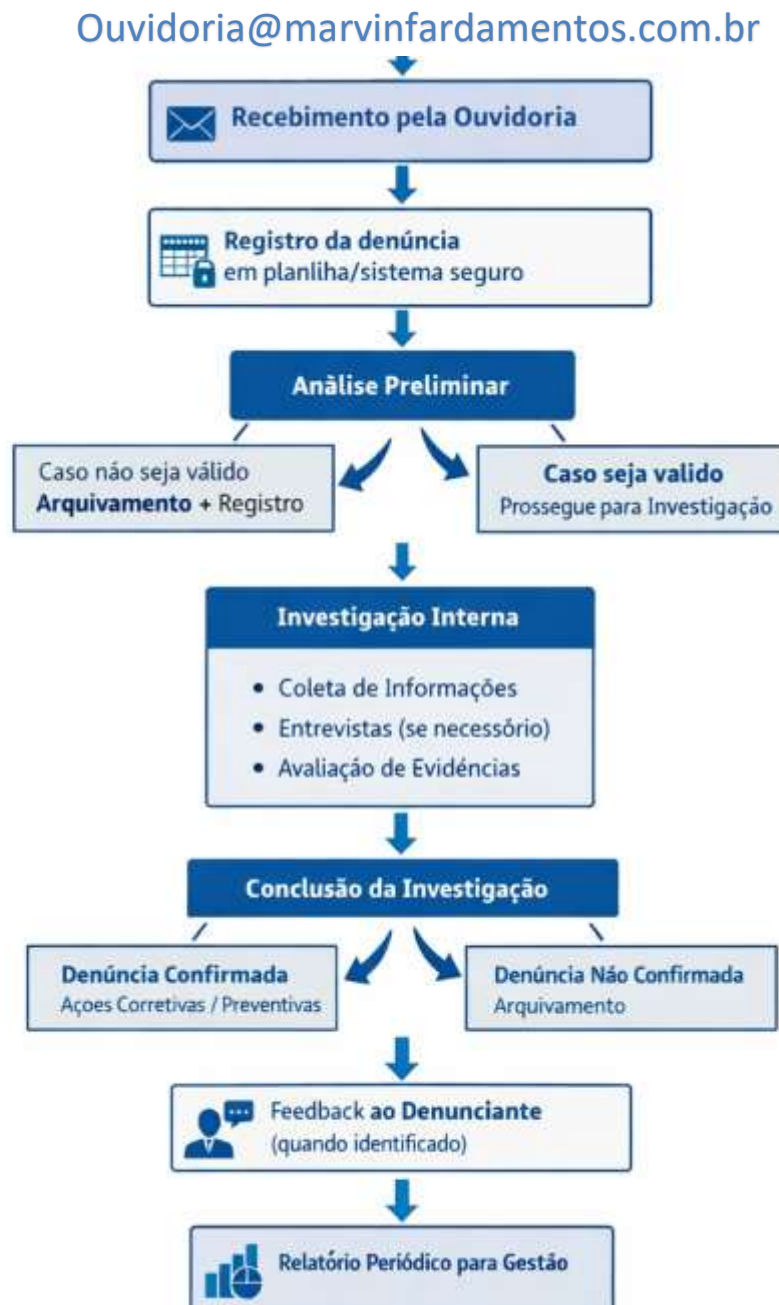 Ouvidoria@marvinfardamentos.com.br
Recebimento pela Ouvidoria
Registro da denúncia
em planliha/sistema seguro
Anàlise Preliminar
Caso não seja válido
Arquivamento + Registro
Caso seja valido
Prossegue para Investigação
Investigação Interna
• Coleta de Informações
• Entrevistas (se necessório)
• Avaliação de Evidéncias
Conclusão da Investigação
Denúncia Confirmada
Açoes Corretivas / Preventivas
Denúncia Não Confirmada
Arquivamento
Feedback ao Denunciante
(quando identificado)
Relatório Periódico para Gestão